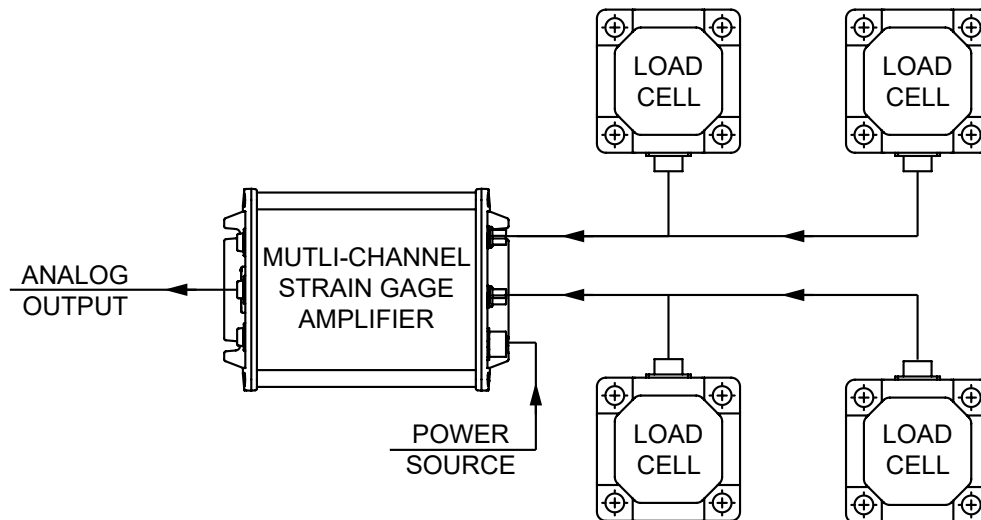 LOAD
CELL
LOAD
CELL
MUTLI-CHANNEL
STRAIN GAGE
AMPLIFIER
ANALOG
OUTPUT
POWER
SOURCE
LOAD
CELL
LOAD
CELL